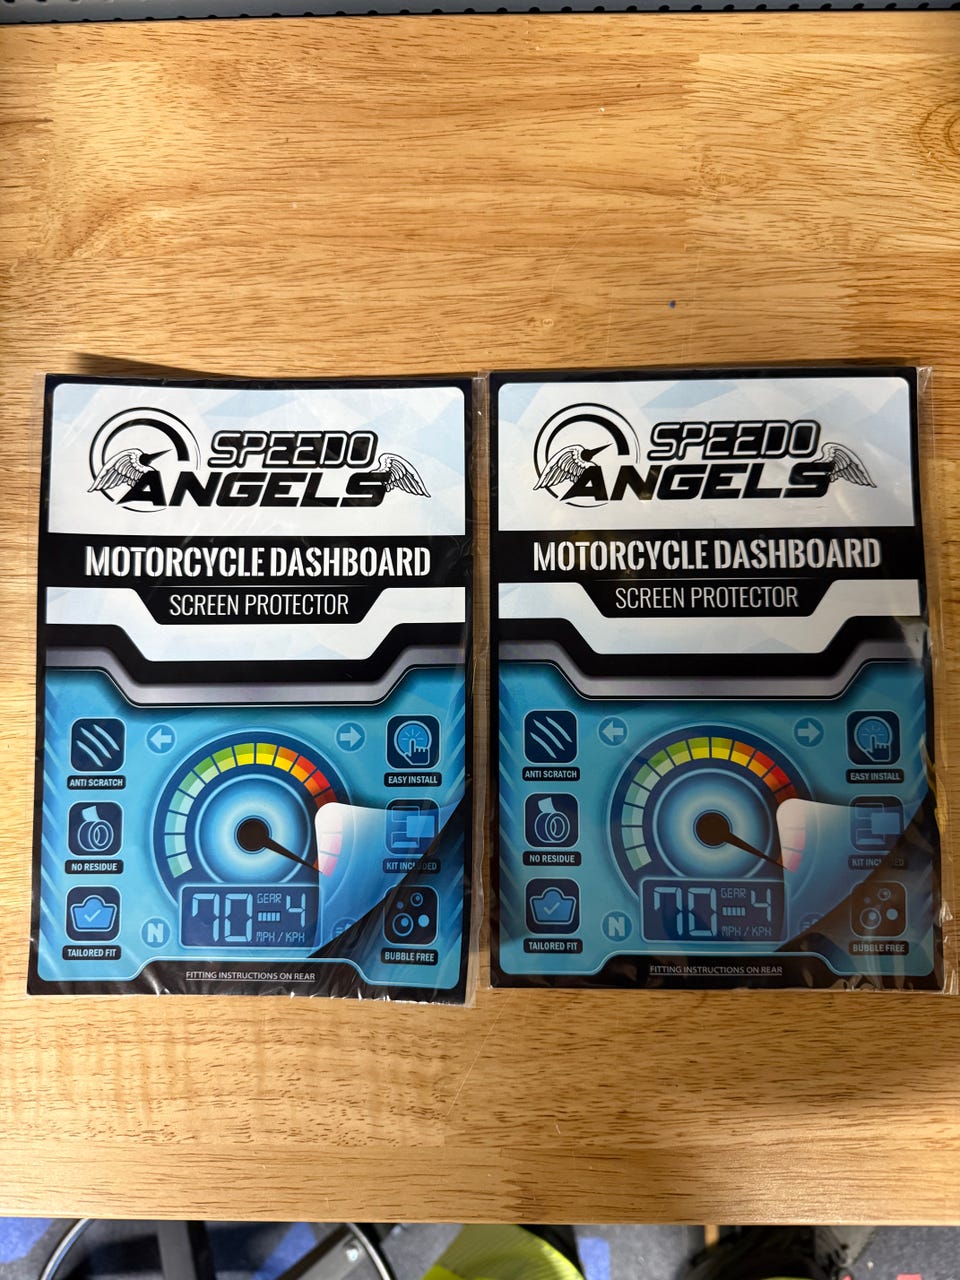 SPEEDO
ANGELS
MOTORCYCLE DASHBOARD
SCREEN PROTECTOR
ANTI SCRATCH
EASY INSTALL
NO RESIDUE
KIT INCLUDED
70
GEAR
4
MPH / KPH
N
TAILORED FIT
BUBBLE FREE
FITTING INSTRUCTIONS ON REAR
SPEEDO
ANGELS
MOTORCYCLE DASHBOARD
SCREEN PROTECTOR
ANTI SCRATCH
EASY INSTALL
NO RESIDUE
KIT INCLUDED
70
GEAR
4
MPH / KPH
N
TAILORED FIT
BUBBLE FREE
FITTING INSTRUCTIONS ON REAR